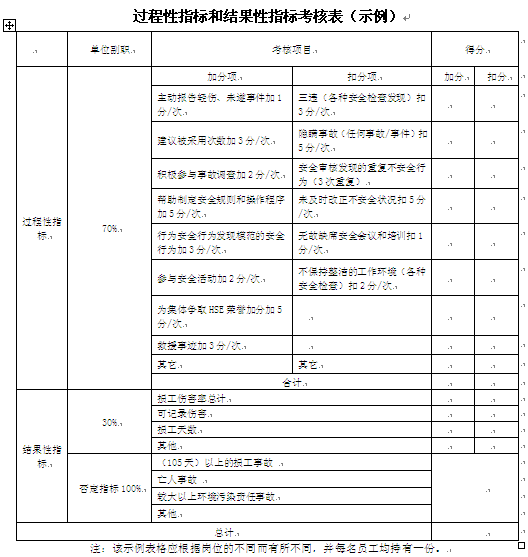 过程性指标和结果性指标考核表（示例）
单位副职 考核项目 得分
加分项 扣分项 加分 扣分
主动报告轻伤、未遂事件加1 三违（各种安全检查发现）扣
分/次 3分/次
建议被采用次数加3分/次 隐瞒事故（任何事故/事件）扣
5分/次
积极参与事故调查加2分/次 安全审核发现的重复不安全行
为（3次重复）
帮助制定安全规则和操作程序 未及时改正不安全状况扣5分
加5分/次 /次
过程性指 70%
标
行为安全行为发现模范的安全 无故缺席安全会议和培训扣1
行为加3分/次 分/次
参与安全活动加2分/次 不保持整洁的工作环境（各种
安全检查）扣2分/次
为集体争取HSE荣誉加分加5
分/次
救援事迹加3分/次
其它 其它
合计
结果性指
标
30%
损工伤害率总计
可记录伤害
损工天数
其他
否定指标100%
（105天）以上的损工事故
亡人事故
较大以上环境污染责任事故
其他
总计
注：该示例表格应根据岗位的不同而有所不同，并每名员工均持有一份。